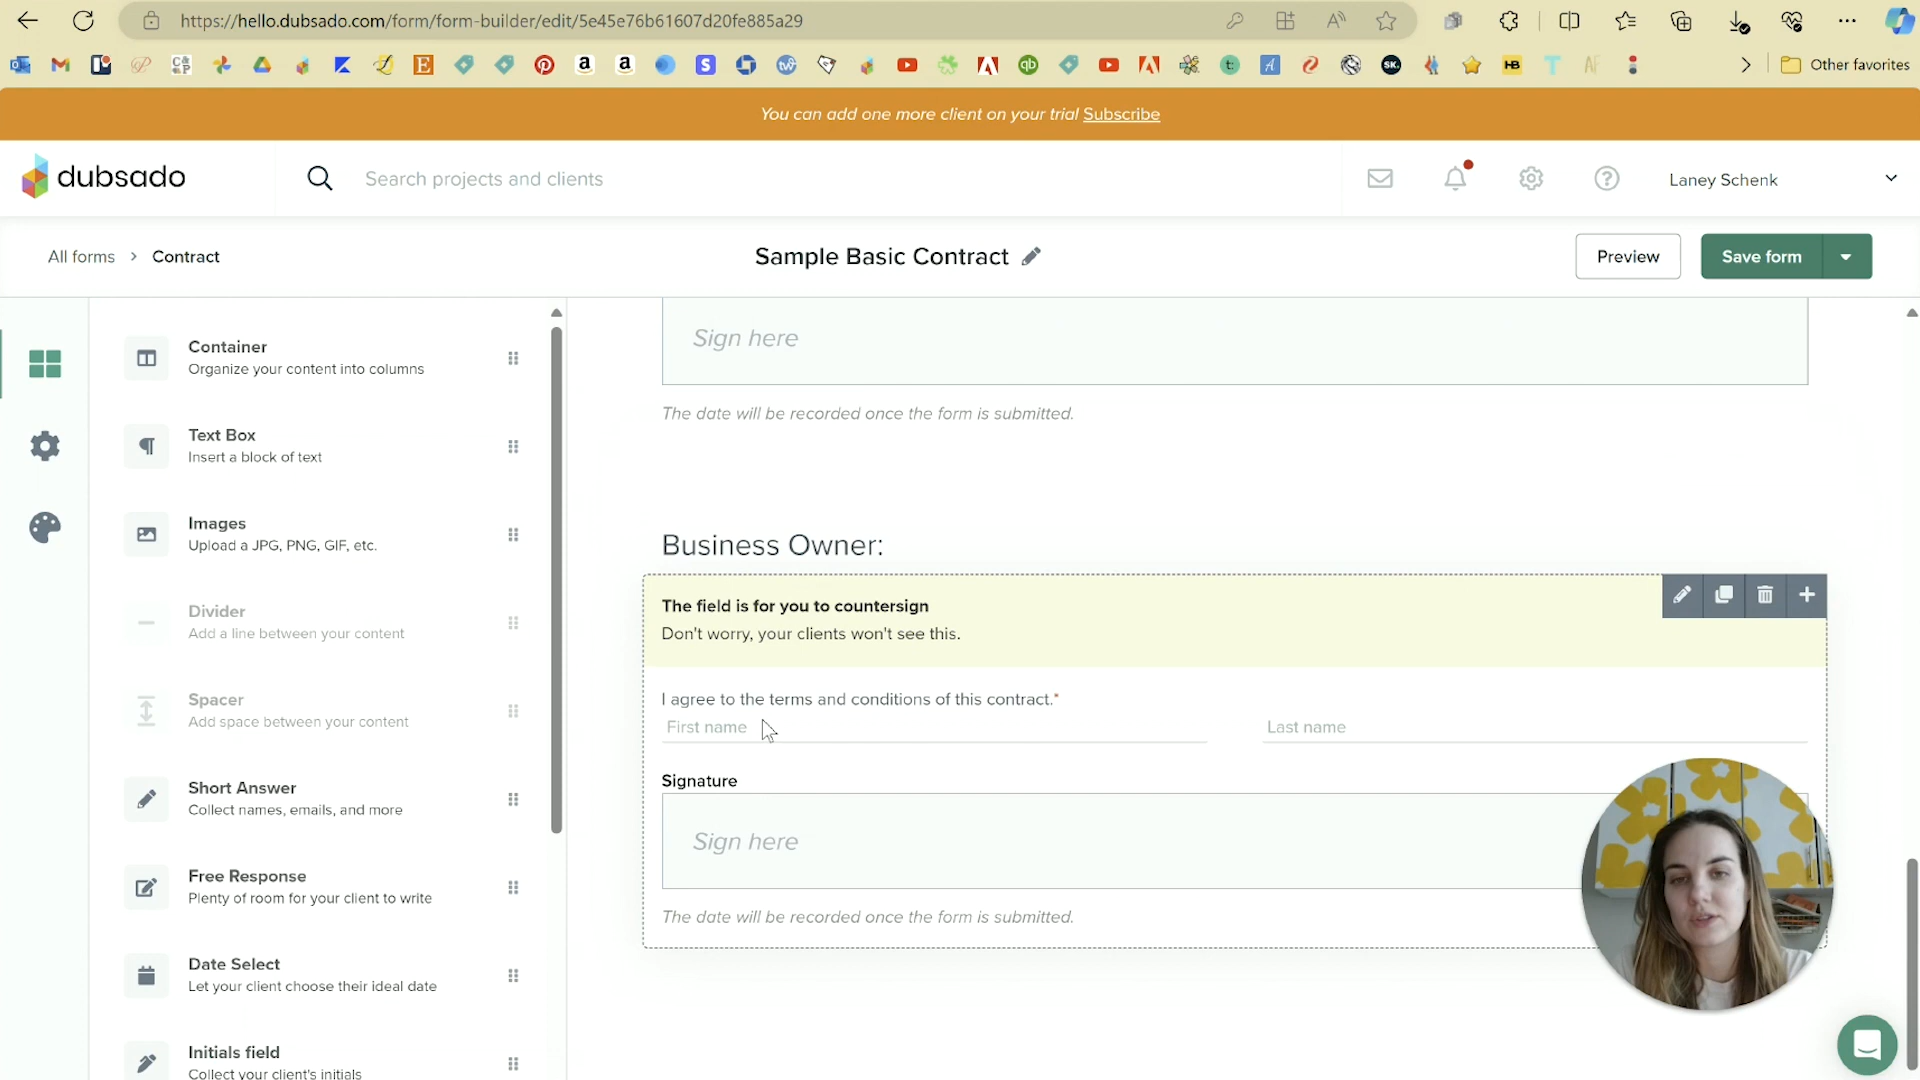 https://hello.dubsado.com/form/form-builder/edit/5e45e76b61607d20fe885a29
Other favorites
You can add one more client on your trial Subscribe
dubsado
Search projects and clients
Laney Schenk
All forms > Contract
Sample Basic Contract
Preview
Save form
Container
Organize your content into columns
Text Box
Insert a block of text
Images
Upload a JPG, PNG, GIF, etc.
Divider
Add a line between your content
Spacer
Add space between your content
Short Answer
Collect names, emails, and more
Free Response
Plenty of room for your client to write
Date Select
Let your client choose their ideal date
Initials field
Collect your client's initials
Sign here
The date will be recorded once the form is submitted.
Business Owner:
The field is for you to countersign
Don't worry, your clients won't see this.
I agree to the terms and conditions of this contract.*
First name
Last name
Signature
Sign here
The date will be recorded once the form is submitted.